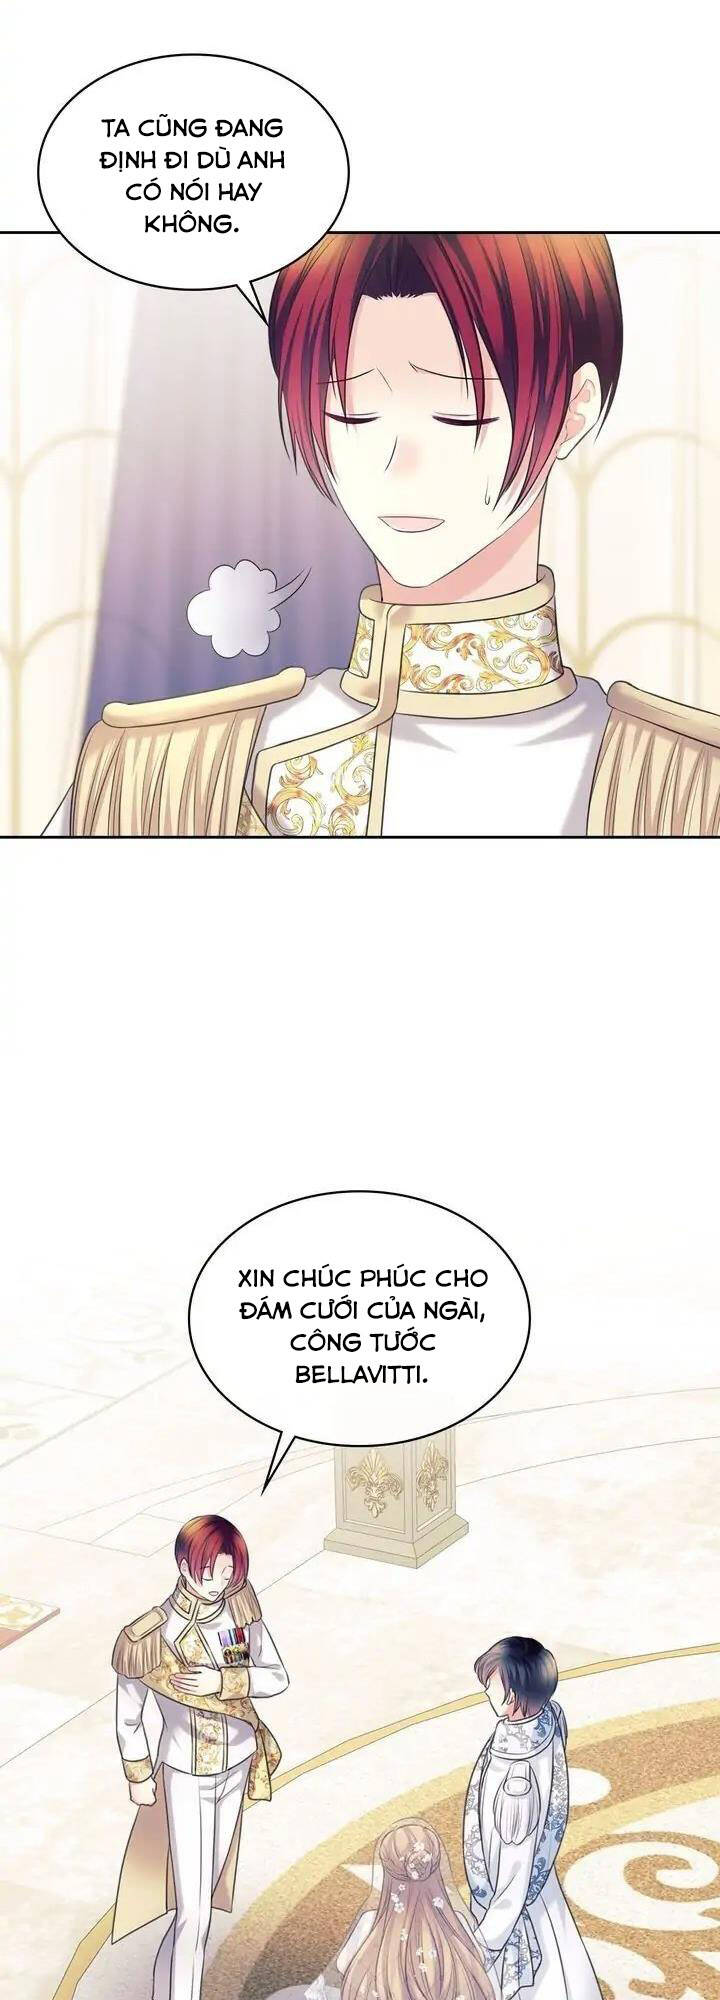 TA CŨNG ĐANG
ĐỊNH ĐI DÙ ANH
CÓ NÓI HAY
KHÔNG.
XIN CHÚC PHÚC CHO
ĐÁM CƯỚI CỦA NGÀI,
CÔNG TƯỚC
BELLAVITTI.